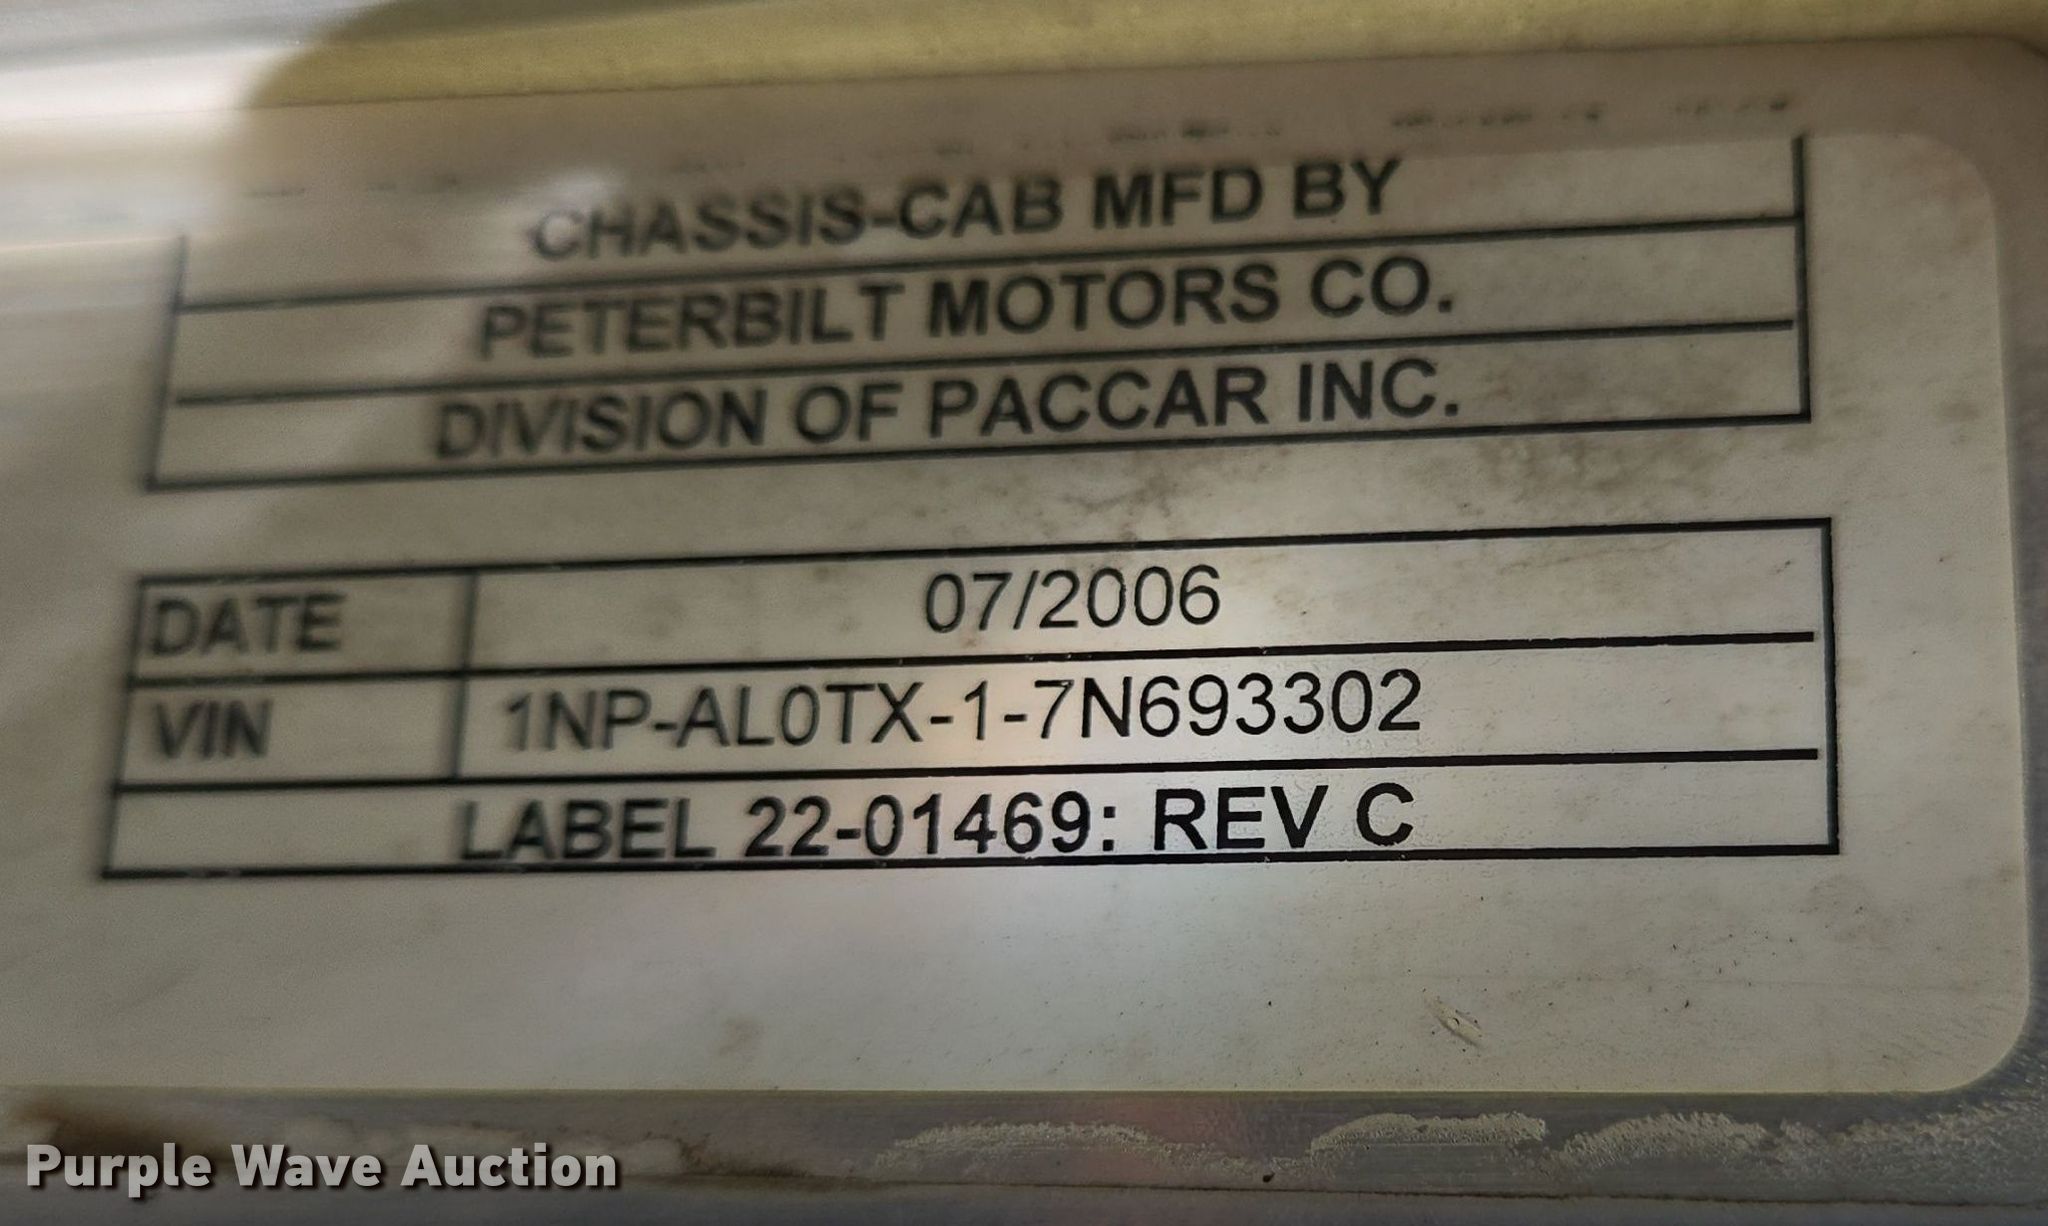 CHASSIS-CAB MFD BY
PETERBILT MOTORS CO.
DIVISION OF PACCAR INC.
DATE 07/2006
VIN 1NP-AL0TX-1-7N693302
LABEL 22-01469: REV C
Purple Wave Auction